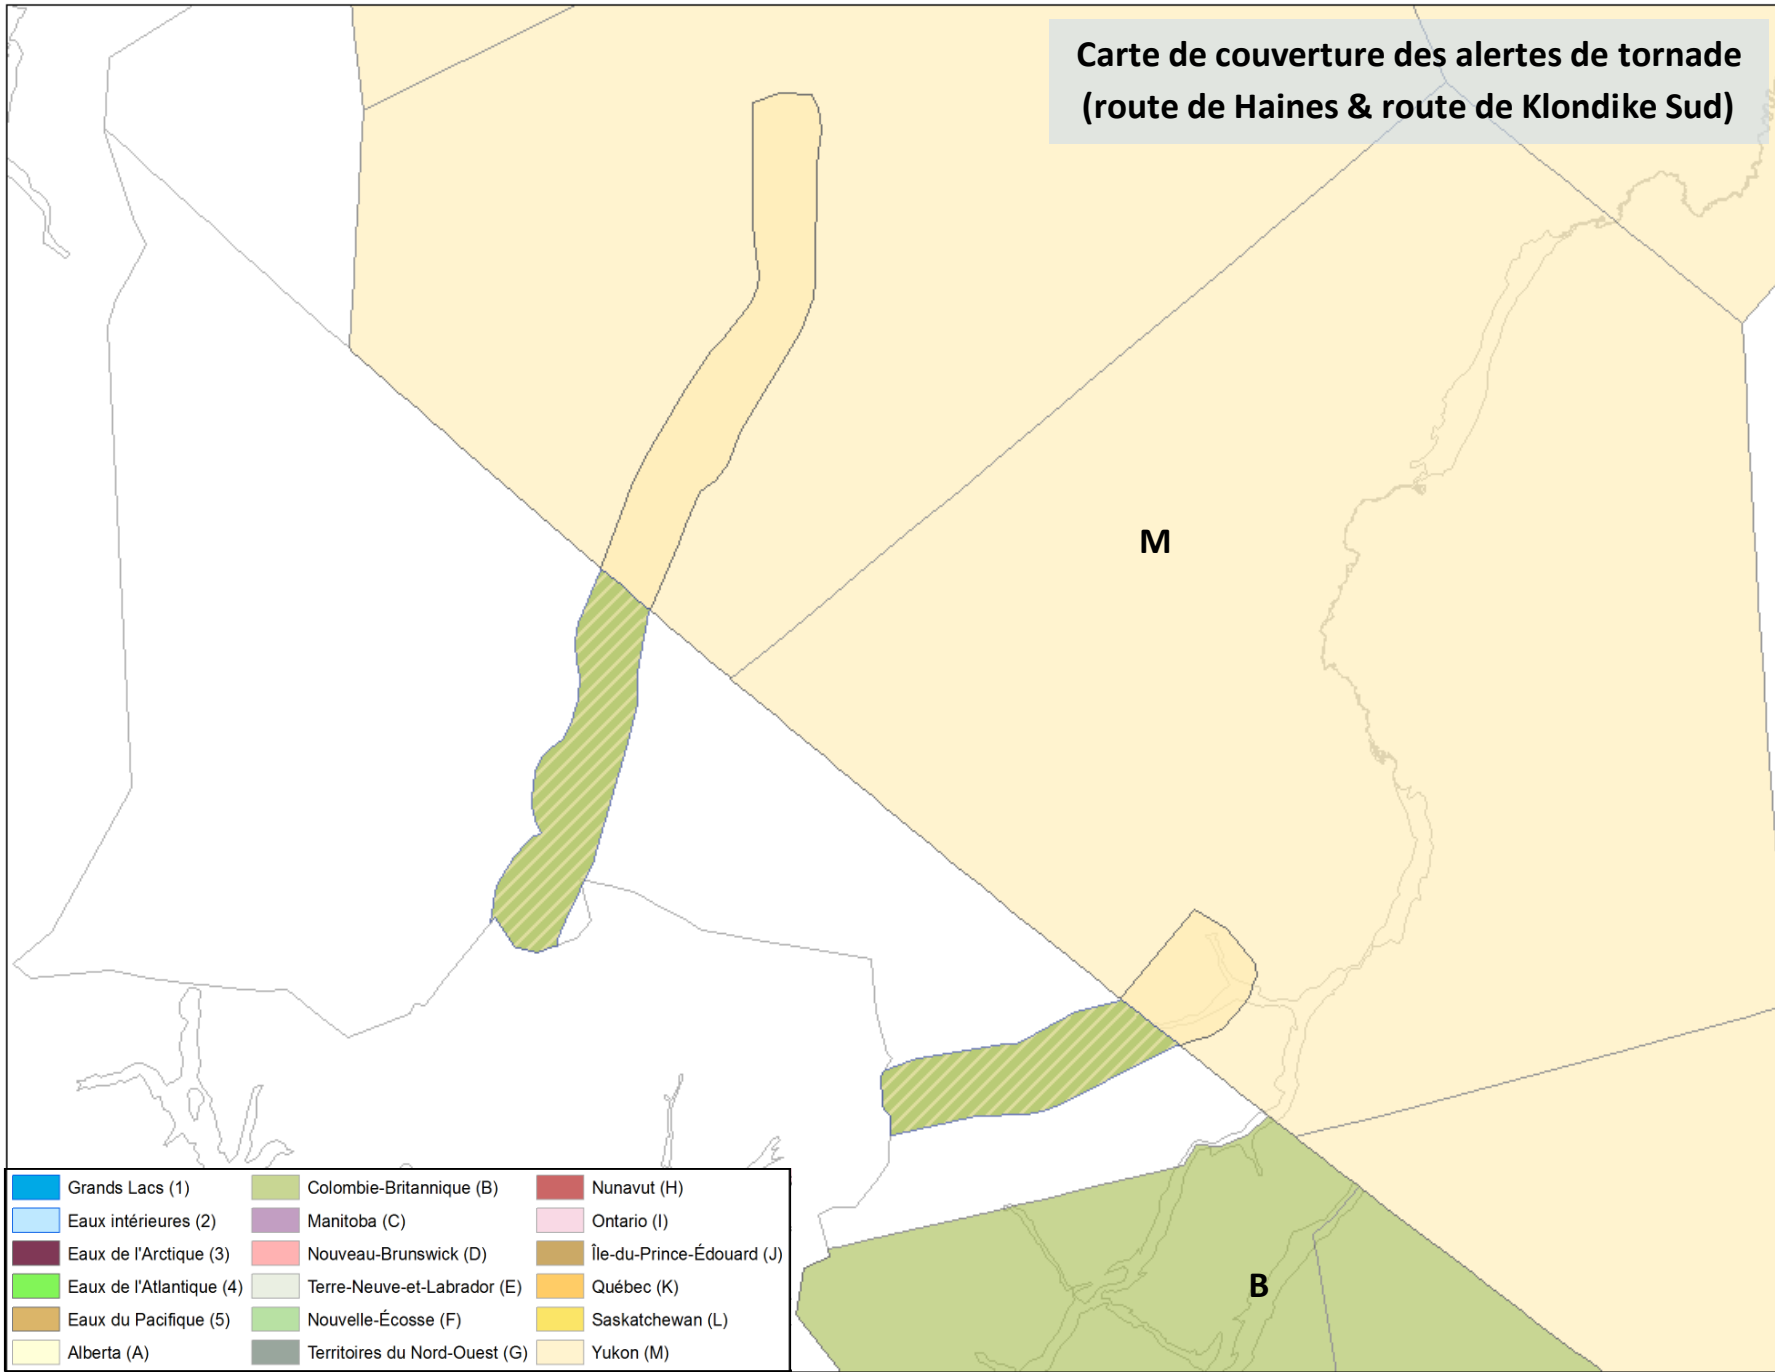 Carte de couverture des alertes de tornade
(route de Haines & route de Klondike Sud)
M
B
Grands Lacs (1)
Eaux intérieures (2)
Eaux de l'Arctique (3)
Eaux de l'Atlantique (4)
Eaux du Pacifique (5)
Alberta (A)
Colombie-Britannique (B)
Manitoba (C)
Nouveau-Brunswick (D)
Terre-Neuve-et-Labrador (E)
Nouvelle-Écosse (F)
Territoires du Nord-Ouest (G)
Nunavut (H)
Ontario (I)
Île-du-Prince-Édouard (J)
Québec (K)
Saskatchewan (L)
Yukon (M)